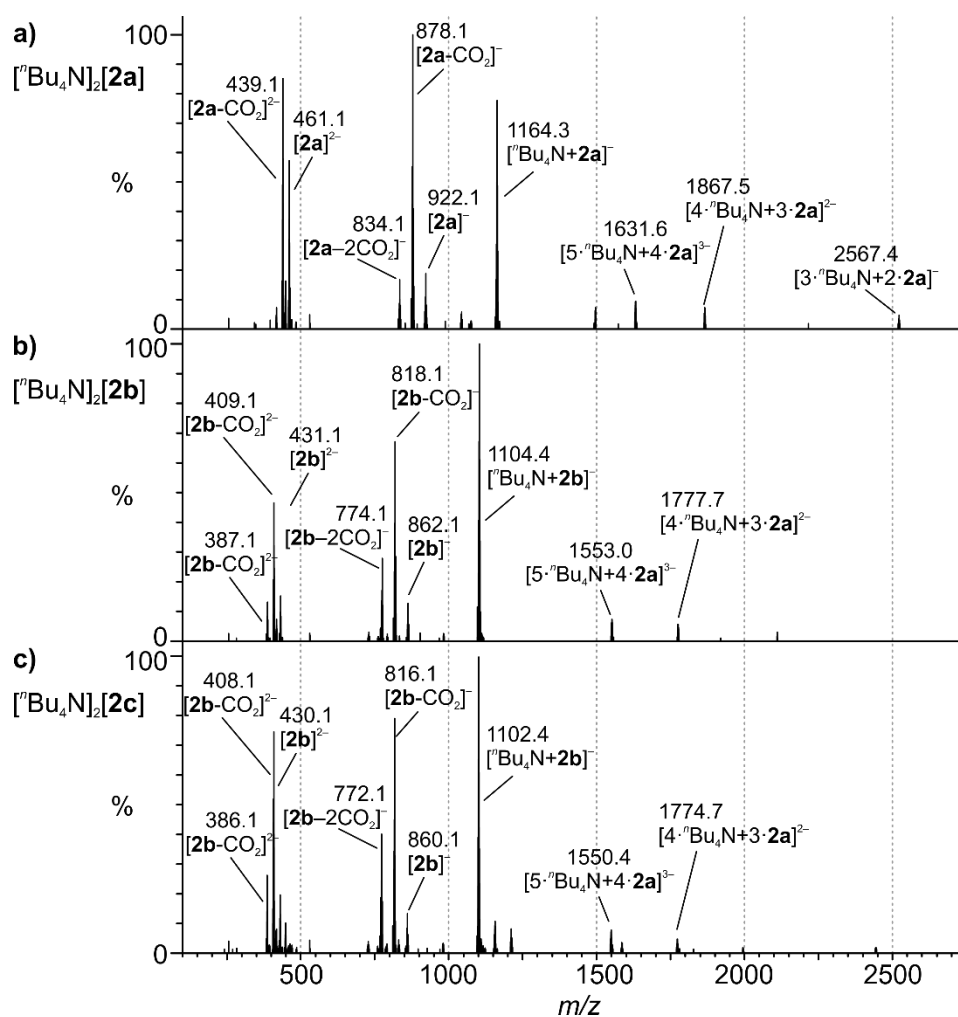 a)
[ⁿBu₄N]₂[2a]
100
%
0
439.1
[2a-CO₂]²⁻
461.1
[2a]²⁻
834.1
[2a–2CO₂]⁻
878.1
[2a-CO₂]⁻
922.1
[2a]⁻
1164.3
[ⁿBu₄N+2a]⁻
1631.6
[5·ⁿBu₄N+4·2a]³⁻
1867.5
[4·ⁿBu₄N+3·2a]²⁻
2567.4
[3·ⁿBu₄N+2·2a]⁻
b)
[ⁿBu₄N]₂[2b]
100
%
0
409.1
[2b-CO₂]²⁻
431.1
[2b]²⁻
387.1
[2b-CO₂]²⁻
774.1
[2b–2CO₂]⁻
818.1
[2b-CO₂]⁻
862.1
[2b]⁻
1104.4
[ⁿBu₄N+2b]⁻
1553.0
[5·ⁿBu₄N+4·2a]³⁻
1777.7
[4·ⁿBu₄N+3·2a]²⁻
c)
[ⁿBu₄N]₂[2c]
100
%
0
408.1
[2b-CO₂]²⁻
430.1
[2b]²⁻
386.1
[2b-CO₂]²⁻
772.1
[2b–2CO₂]⁻
816.1
[2b-CO₂]⁻
860.1
[2b]⁻
1102.4
[ⁿBu₄N+2b]⁻
1550.4
[5·ⁿBu₄N+4·2a]³⁻
1774.7
[4·ⁿBu₄N+3·2a]²⁻
500 1000 1500 2000 2500
m/z